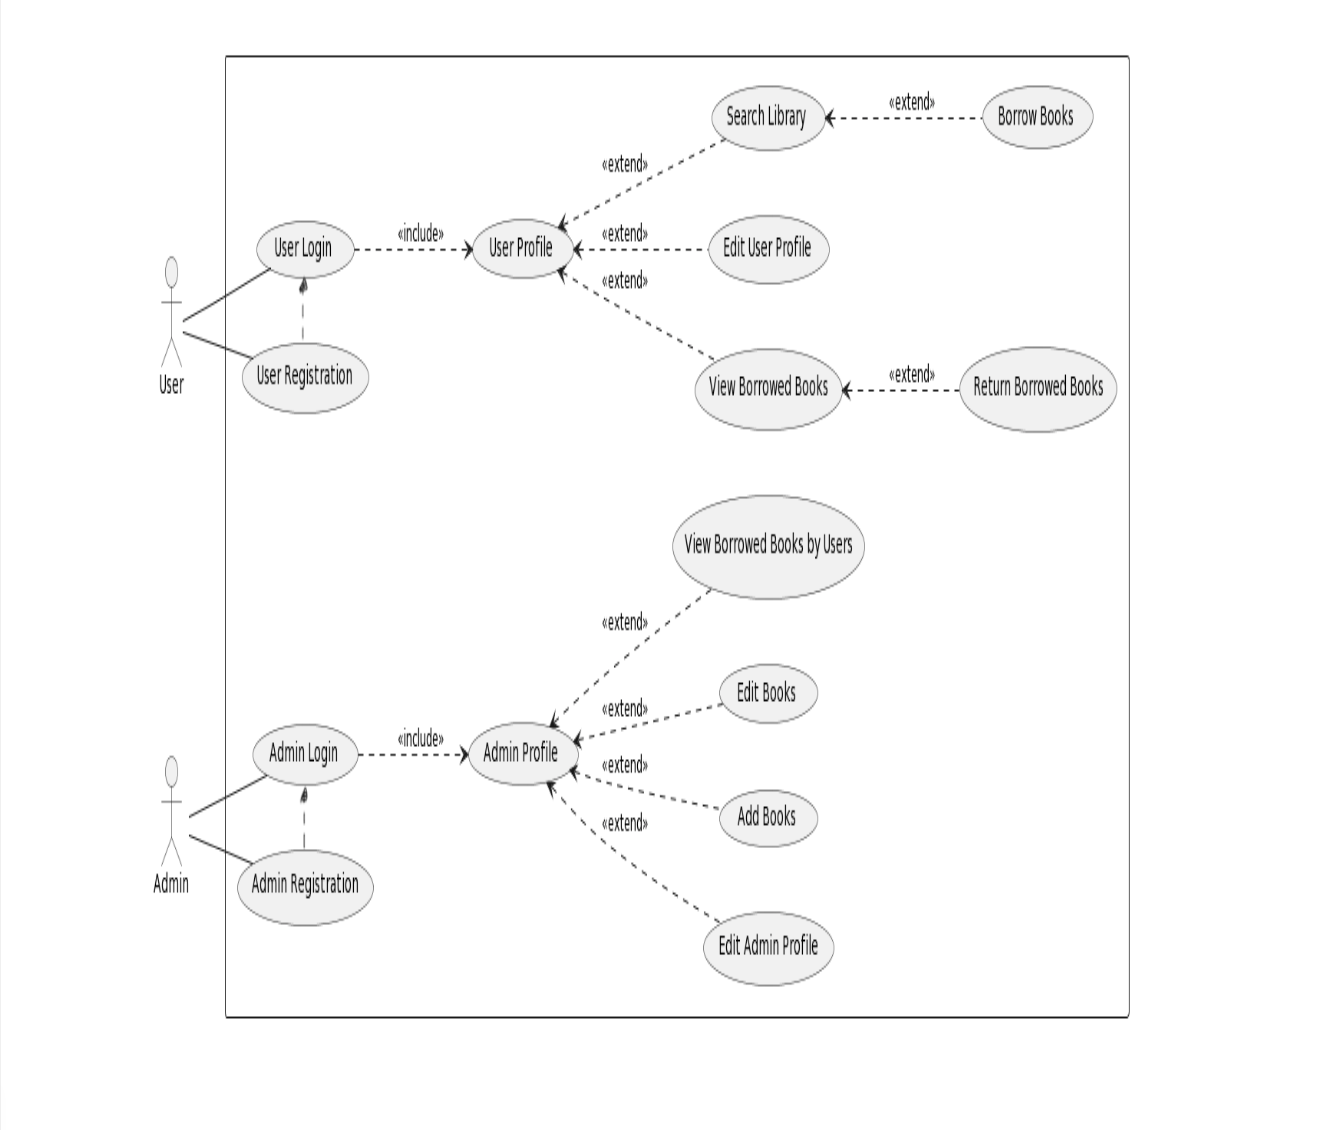 Search Library
«extend»
Borrow Books
«extend»
User Login
«include»
User Profile
«extend»
Edit User Profile
«extend»
User
User Registration
View Borrowed Books
«extend»
Return Borrowed Books
View Borrowed Books by Users
«extend»
Edit Books
«extend»
Admin Login
«include»
Admin Profile
«extend»
Add Books
«extend»
Admin
Admin Registration
Edit Admin Profile